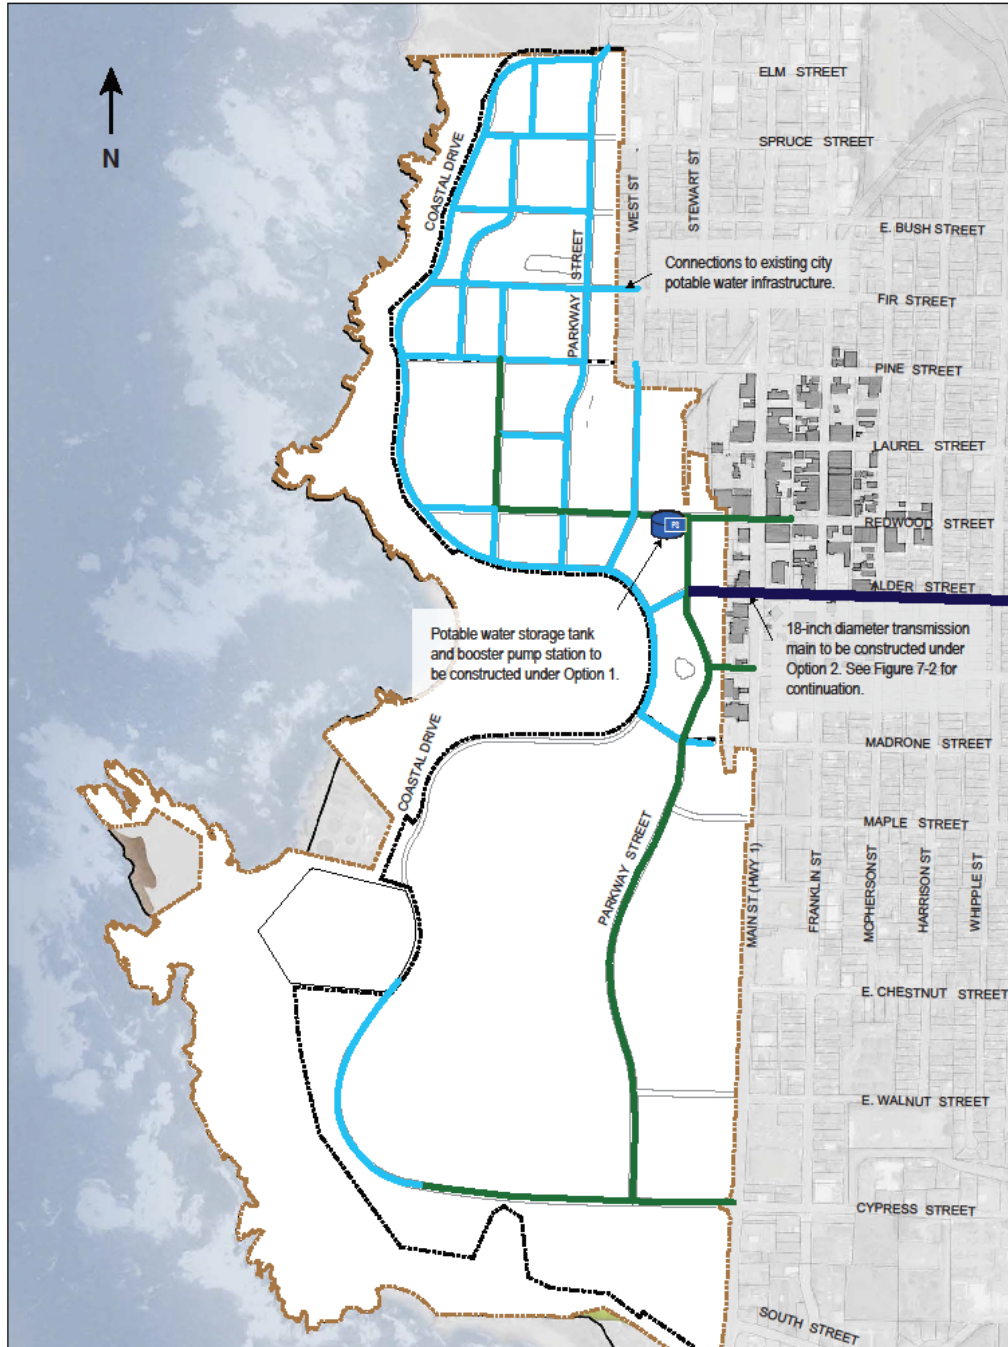 ELM STREET
SPRUCE STREET
N
COASTAL DRIVE
WEST ST
STEWART ST
E. BUSH STREET
PARKWAY STREET
Connections to existing city
potable water infrastructure.
FIR STREET
PINE STREET
LAUREL STREET
PS
REDWOOD STREET
ALDER STREET
Potable water storage tank
and booster pump station to
be constructed under Option 1.
18-inch diameter transmission
main to be constructed under
Option 2. See Figure 7-2 for
continuation.
COASTAL DRIVE
MADRONE STREET
MAPLE STREET
PARKWAY STREET
MAIN ST (HWY 1)
FRANKLIN ST
MCPHERSON ST
HARRISON ST
WHIPPLE ST
E. CHESTNUT STREET
E. WALNUT STREET
CYPRESS STREET
SOUTH STREET